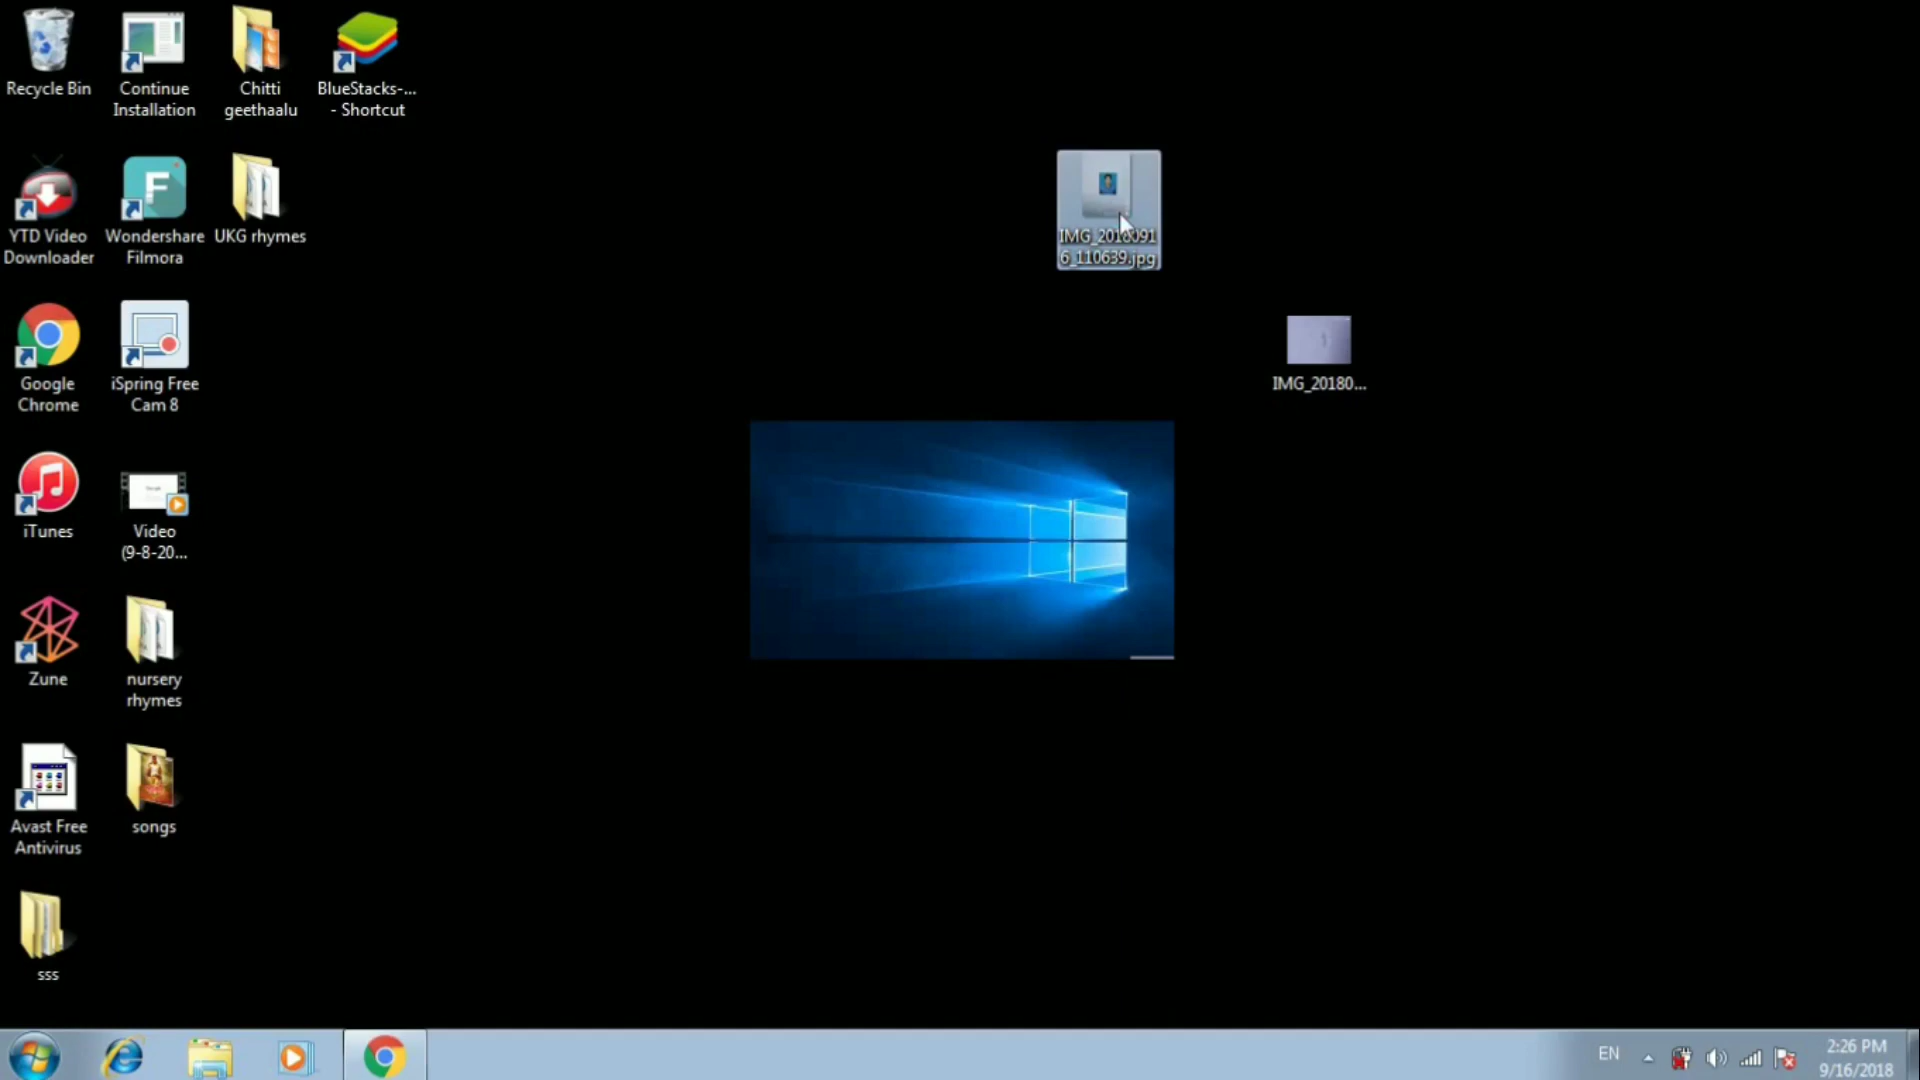 Recycle Bin
Continue
Installation
Chitti
geethaalu
BlueStacks-...
- Shortcut
YTD Video
Downloader
Wondershare
Filmora
UKG rhymes
IMG_2018091
6_110639.jpg
Google
Chrome
iSpring Free
Cam 8
IMG_20180...
iTunes
Video
(9-8-20...
Zune
nursery
rhymes
Avast Free
Antivirus
songs
sss
EN
2:26 PM
9/16/2018